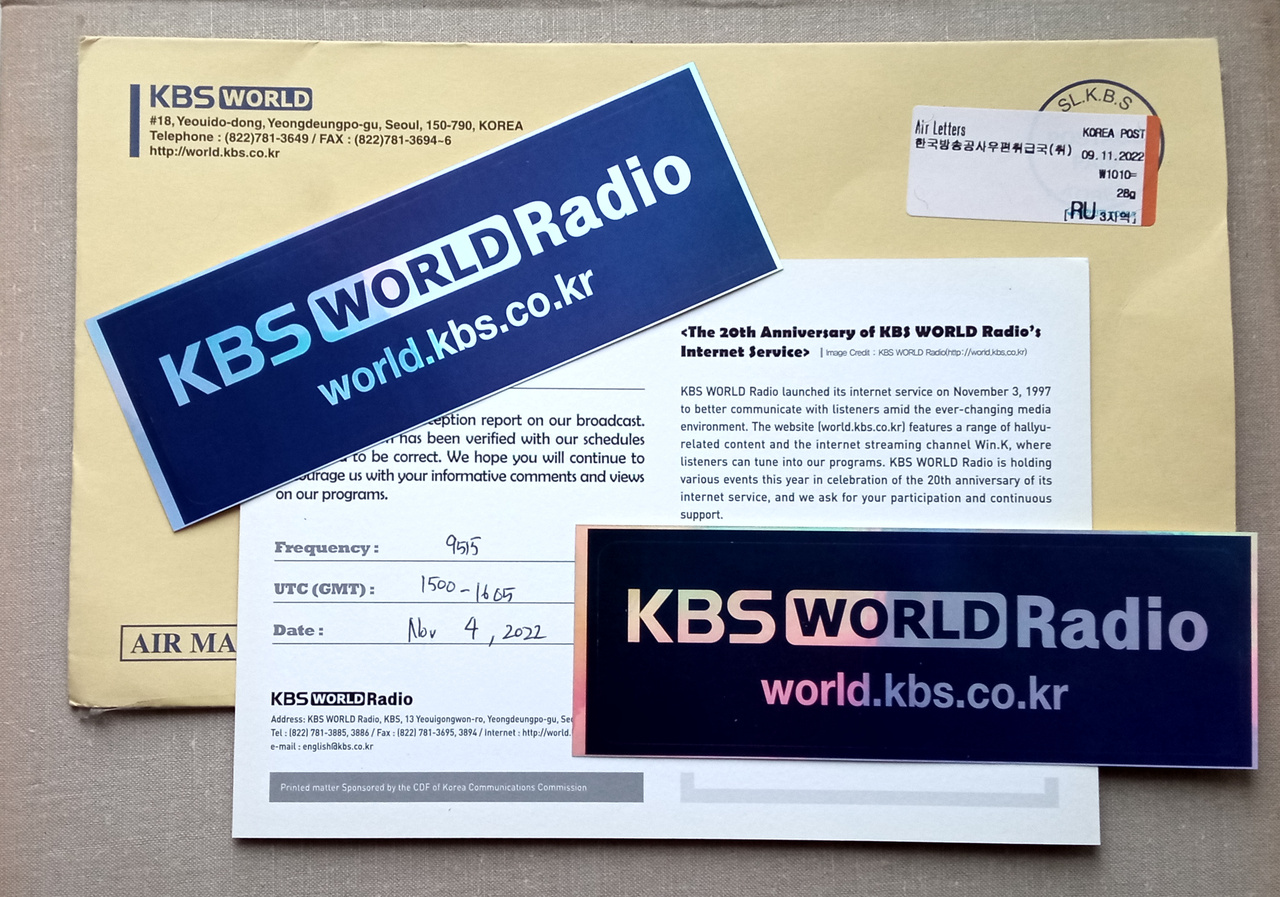 KBS WORLD
#18, Yeouido-dong, Yeongdeungpo-gu, Seoul, 150-790, KOREA
Telephone : (822)781-3649 / FAX : (822)781-3694~6
http://world.kbs.co.kr
SL.K.B.S
Air Letters
KOREA POST
한국방송공사우편취급국(취)
09.11.2022
₩1010=
28g
[RU 3지역]
KBS WORLD Radio
world.kbs.co.kr
<The 20th Anniversary of KBS WORLD Radio's
Internet Service> | Image Credit : KBS WORLD Radio(http://world.kbs.co.kr)
KBS WORLD Radio launched its internet service on November 3, 1997
to better communicate with listeners amid the ever-changing media
environment. The website (world.kbs.co.kr) features a range of hallyu-
related content and the internet streaming channel Win.K, where
listeners can tune into our programs. KBS WORLD Radio is holding
various events this year in celebration of the 20th anniversary of its
internet service, and we ask for your participation and continuous
support.
report on our broadcast.
has been verified with our schedules
to be correct. We hope you will continue to
us with your informative comments and views
on our programs.
Frequency : 9515
UTC (GMT) : 1500-1605
Date : Nov 4, 2022
AIR MA
KBS WORLD Radio
Address: KBS WORLD Radio, KBS, 13 Yeouigongwon-ro, Yeongdeungpo-gu,
Tel : (822) 781-3885, 3886 / Fax : (822) 781-3695, 3894 / Internet : http://world.
e-mail : english@kbs.co.kr
Printed matter Sponsored by the CDF of Korea Communications Commission
KBS WORLD Radio
world.kbs.co.kr